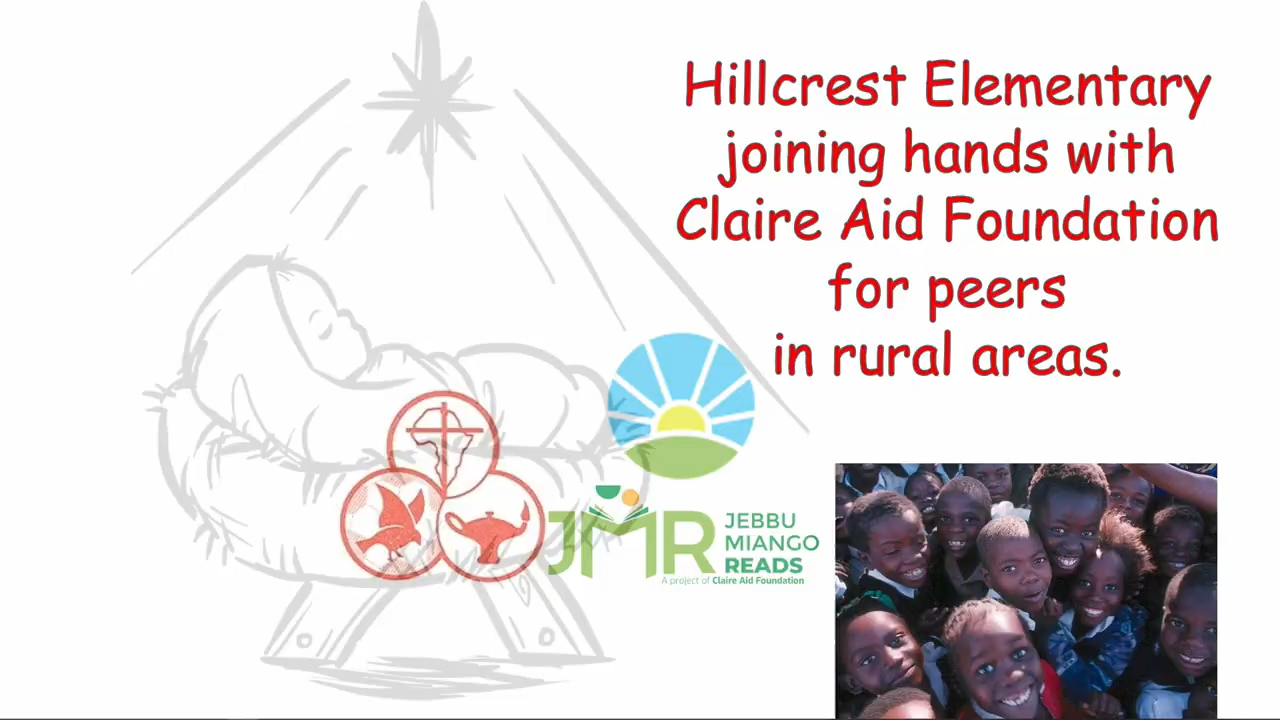 Hillcrest Elementary
joining hands with
Claire Aid Foundation
for peers
in rural areas.
JMR
JEBBU
MIANGO
READS
A project of Claire Aid Foundation